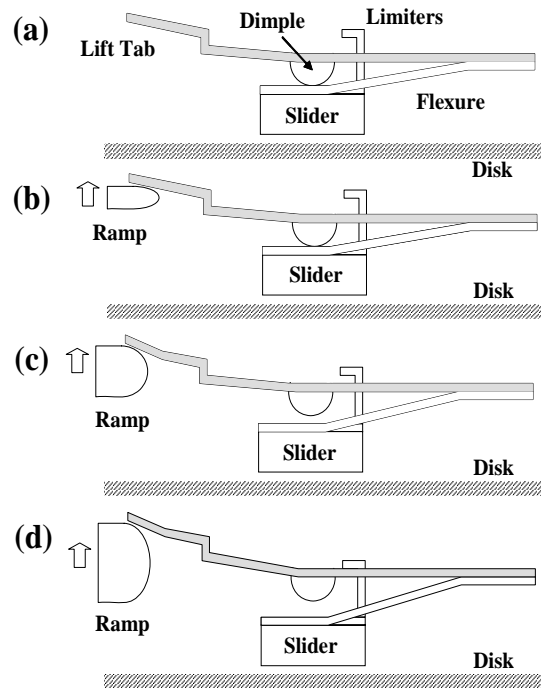 (a)
Dimple
Limiters
Lift Tab
Flexure
Slider
Disk
(b)
Ramp
Slider
Disk
(c)
Ramp
Slider
Disk
(d)
Ramp
Slider
Disk